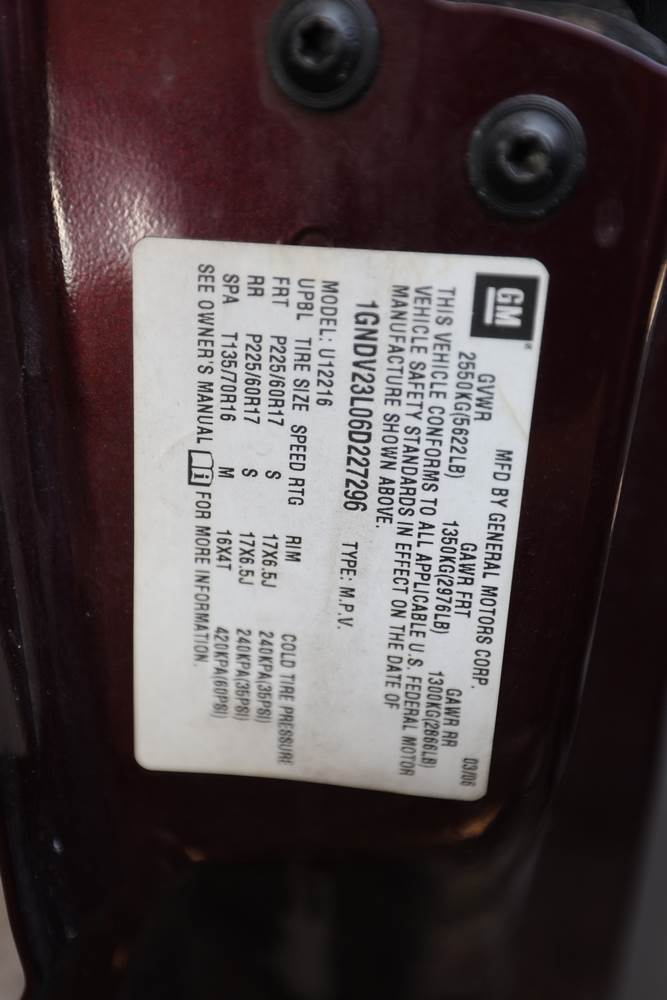 GM
MFD BY GENERAL MOTORS CORP. 03/06
GVWR GAWR FRT GAWR RR
2550KG(5622LB) 1350KG(2976LB) 1300KG(2866LB)
THIS VEHICLE CONFORMS TO ALL APPLICABLE U.S. FEDERAL MOTOR
VEHICLE SAFETY STANDARDS IN EFFECT ON THE DATE OF
MANUFACTURE SHOWN ABOVE.
1GNDV23L06D227296 TYPE: M.P.V.
MODEL: U12216
UPBL TIRE SIZE SPEED RTG RIM COLD TIRE PRESSURE
FRT P225/60R17 S 17X6.5J 240KPA(35PSI)
RR P225/60R17 S 17X6.5J 240KPA(35PSI)
SPA T135/70R16 M 16X4T 420KPA(60PSI)
SEE OWNER'S MANUAL FOR MORE INFORMATION.